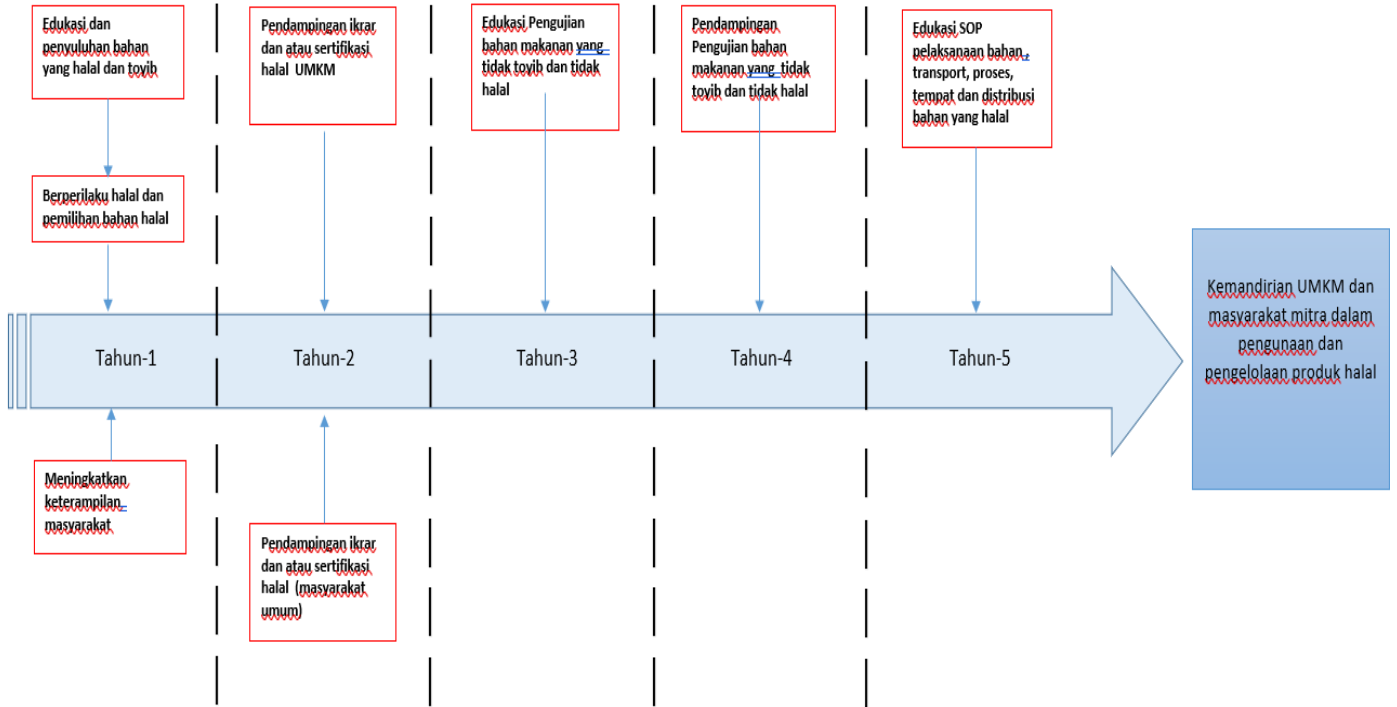 Edukasi dan
penyuluhan bahan
yang halal dan toyib
Pendampingan ikrar
dan atau sertifikasi
halal UMKM
Edukasi Pengujian
bahan makanan yang
tidak toyib dan tidak
halal
Pendampingan
Pengujian bahan
makanan yang tidak
toyib dan tidak halal
Edukasi SOP
pelaksanaan bahan ,
transport, proses,
tempat dan distribusi
bahan yang halal
Berperilaku halal dan
pemilihan bahan halal
Tahun-1
Tahun-2
Tahun-3
Tahun-4
Tahun-5
Kemandirian UMKM dan
masyarakat mitra dalam
pengunaan dan
pengelolaan produk halal
Meningkatkan
keterampilan
masyarakat
Pendampingan ikrar
dan atau sertifikasi
halal (masyarakat
umum)